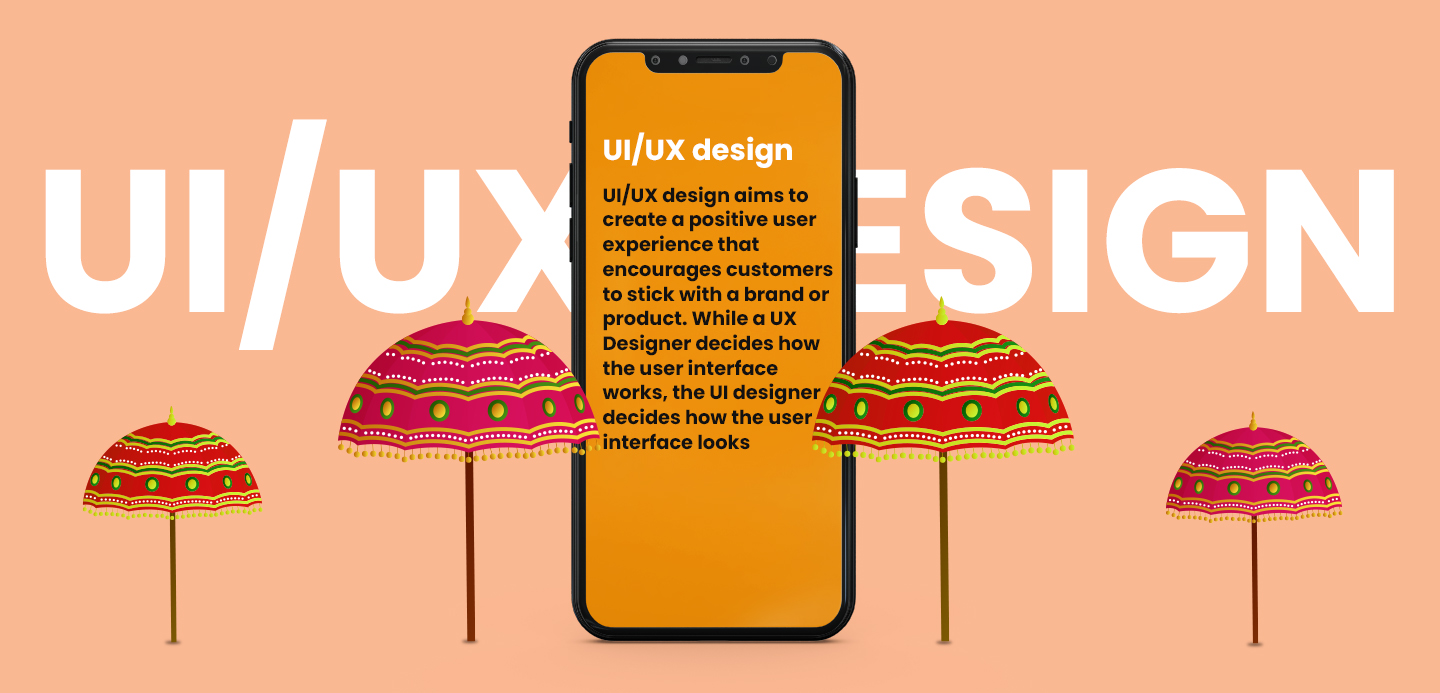 UI/UX ESIGN
UI/UX design
UI/UX design aims to
create a positive user
experience that
encourages customers
to stick with a brand or
product. While a UX
Designer decides how
the user interface
works, the UI designer
decides how the user
interface looks